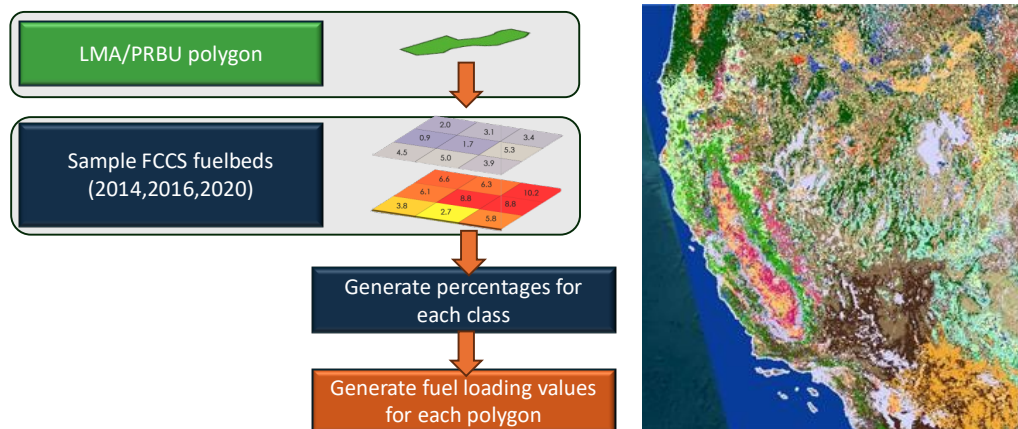 LMA/PRBU polygon
Sample FCCS fuelbeds
(2014,2016,2020)
2.0 3.1 3.4
0.9 1.7 5.3
4.5 5.0 3.9
6.6 6.3 10.2
6.1 8.8 8.8
3.8 2.7 5.8
Generate percentages for
each class
Generate fuel loading values
for each polygon